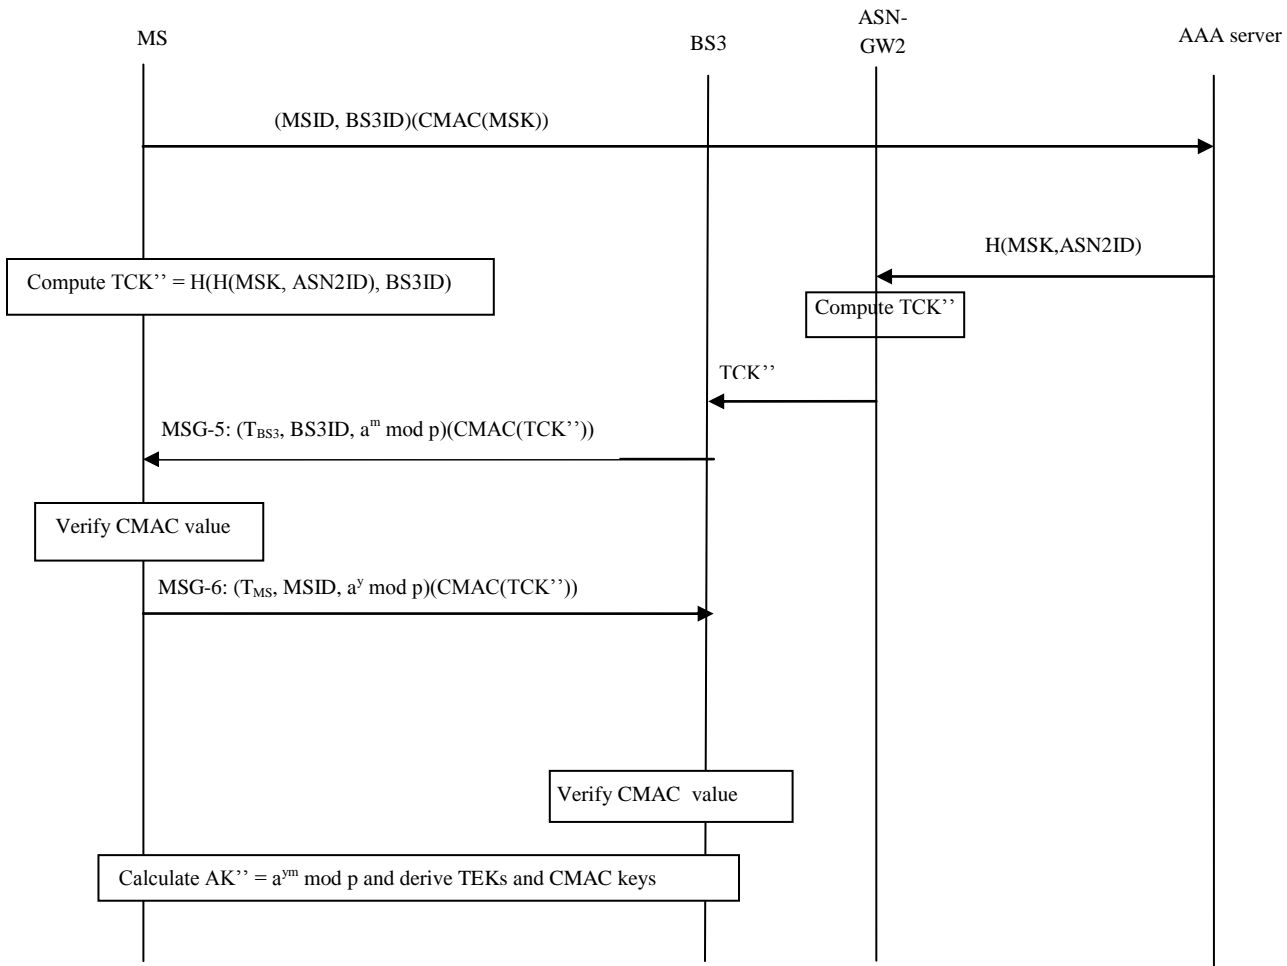 MS
BS3
ASN-
GW2
AAA server
(MSID, BS3ID)(CMAC(MSK))
H(MSK,ASN2ID)
Compute TCK’’ = H(H(MSK, ASN2ID), BS3ID)
Compute TCK’’
TCK’’
MSG-5: (T_BS3, BS3ID, a^m mod p)(CMAC(TCK’’))
Verify CMAC value
MSG-6: (T_MS, MSID, a^y mod p)(CMAC(TCK’’))
Verify CMAC value
Calculate AK’’ = a^ym mod p and derive TEKs and CMAC keys